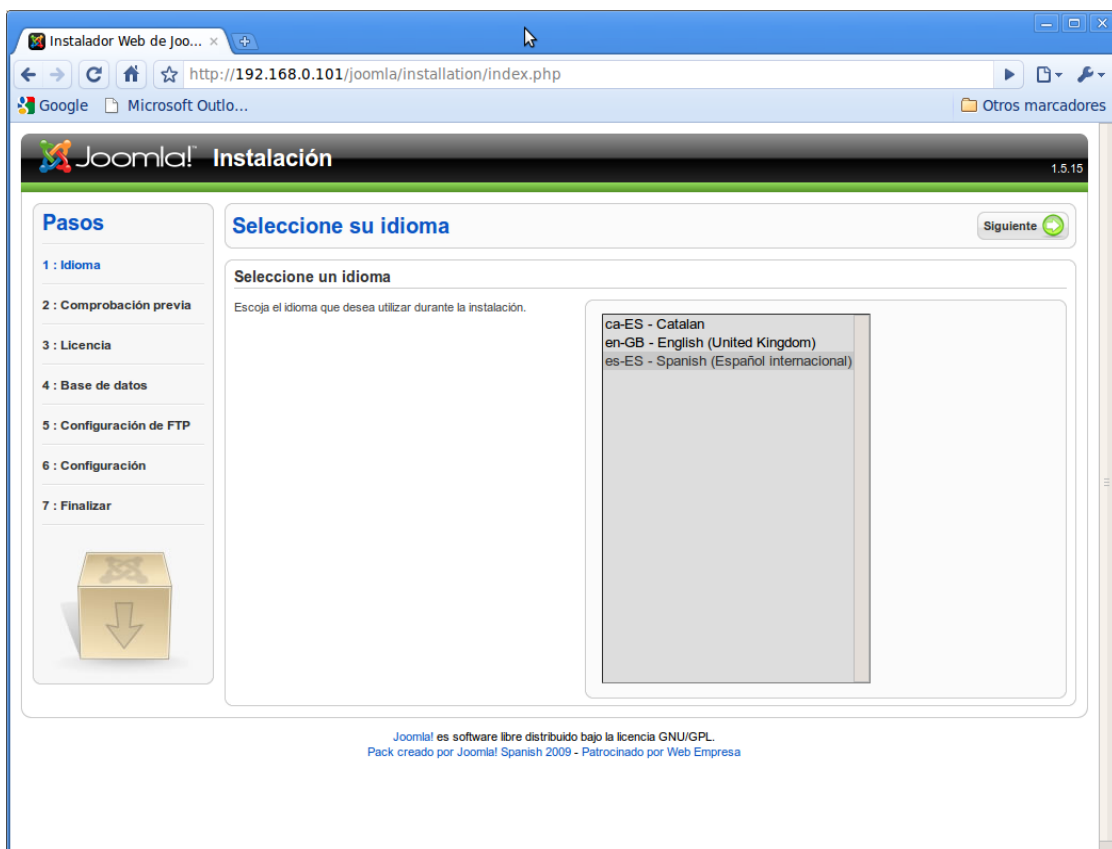 Instalador Web de Joo...
http://192.168.0.101/joomla/installation/index.php
Google Microsoft Outlo... Otros marcadores
Joomla!™ Instalación
1.5.15
Pasos
1 : Idioma
2 : Comprobación previa
3 : Licencia
4 : Base de datos
5 : Configuración de FTP
6 : Configuración
7 : Finalizar
Seleccione su idioma
Siguiente
Seleccione un idioma
Escoja el idioma que desea utilizar durante la instalación.
ca-ES - Catalan
en-GB - English (United Kingdom)
es-ES - Spanish (Español internacional)
Joomla! es software libre distribuido bajo la licencia GNU/GPL.
Pack creado por Joomla! Spanish 2009 - Patrocinado por Web Empresa